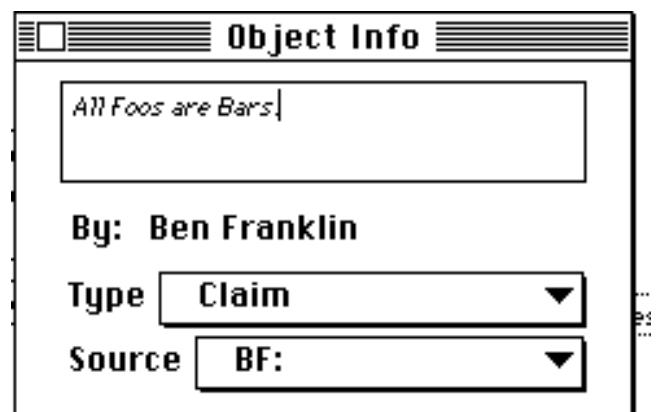 Object Info
All Foos are Bars.
By: Ben Franklin
Type Claim
Source BF: